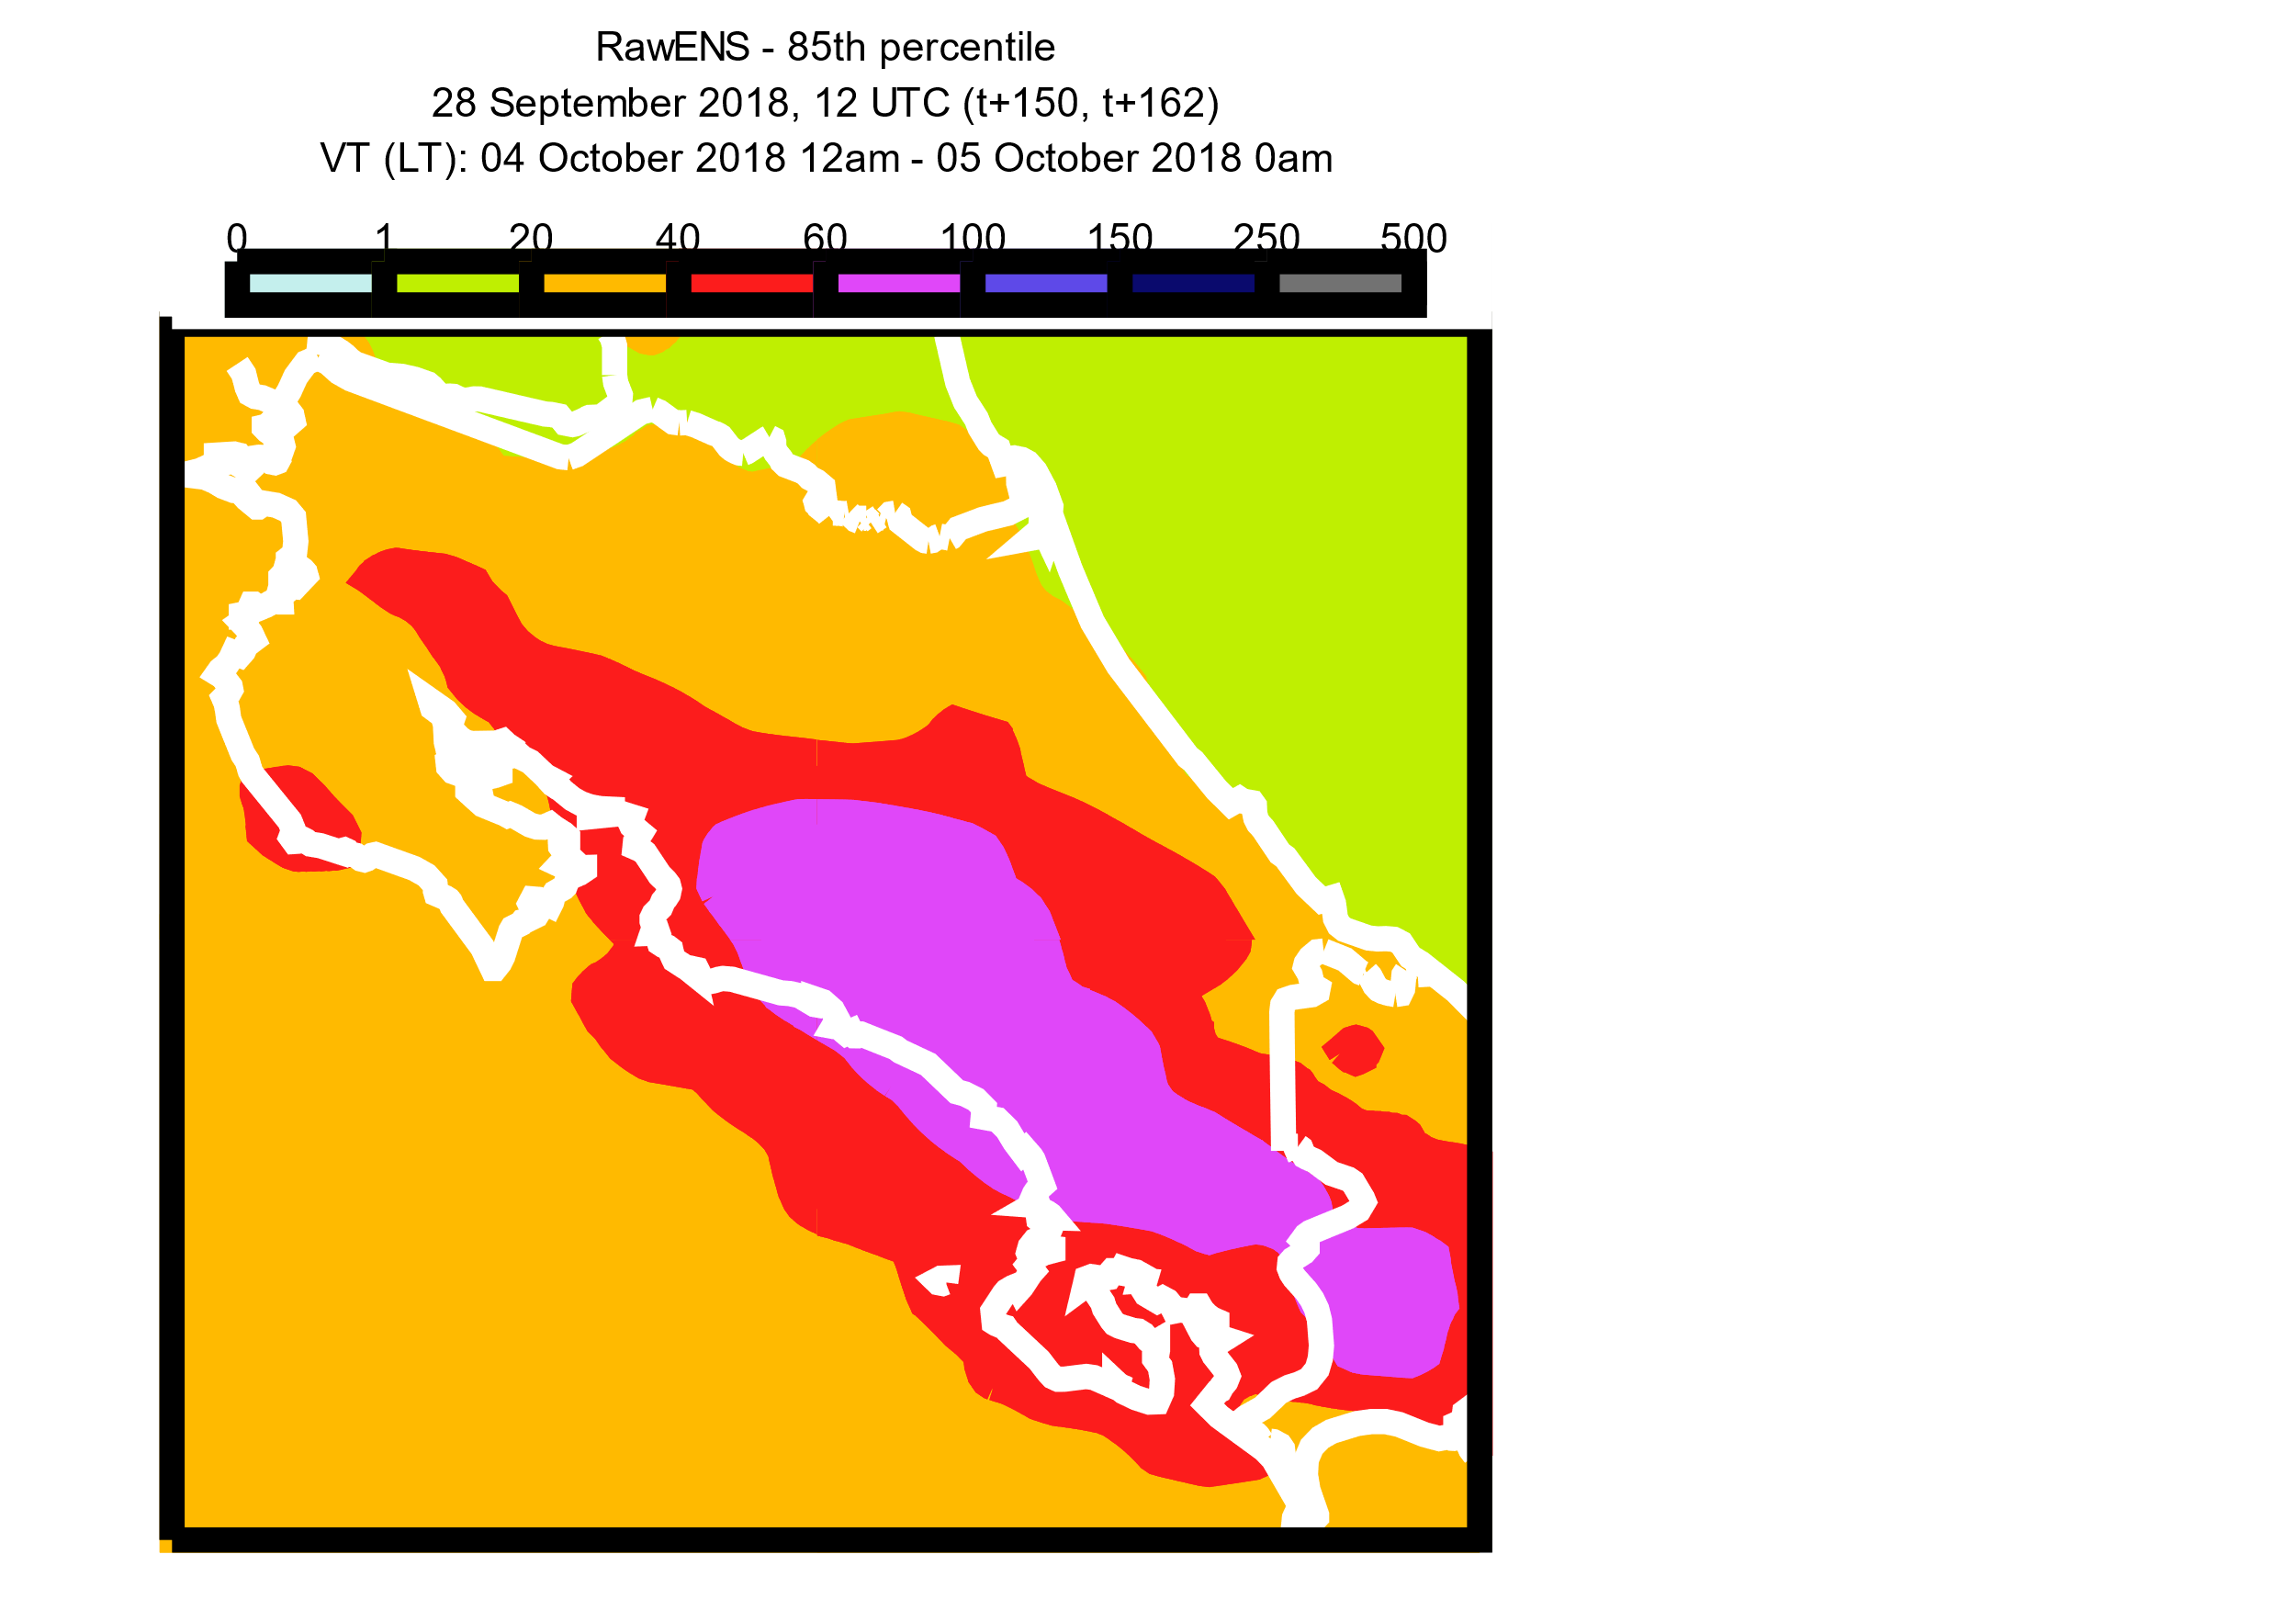 RawENS - 85th percentile
28 September 2018, 12 UTC (t+150, t+162)
VT (LT): 04 October 2018 12am - 05 October 2018 0am
0 1 20 40 60 100 150 250 500